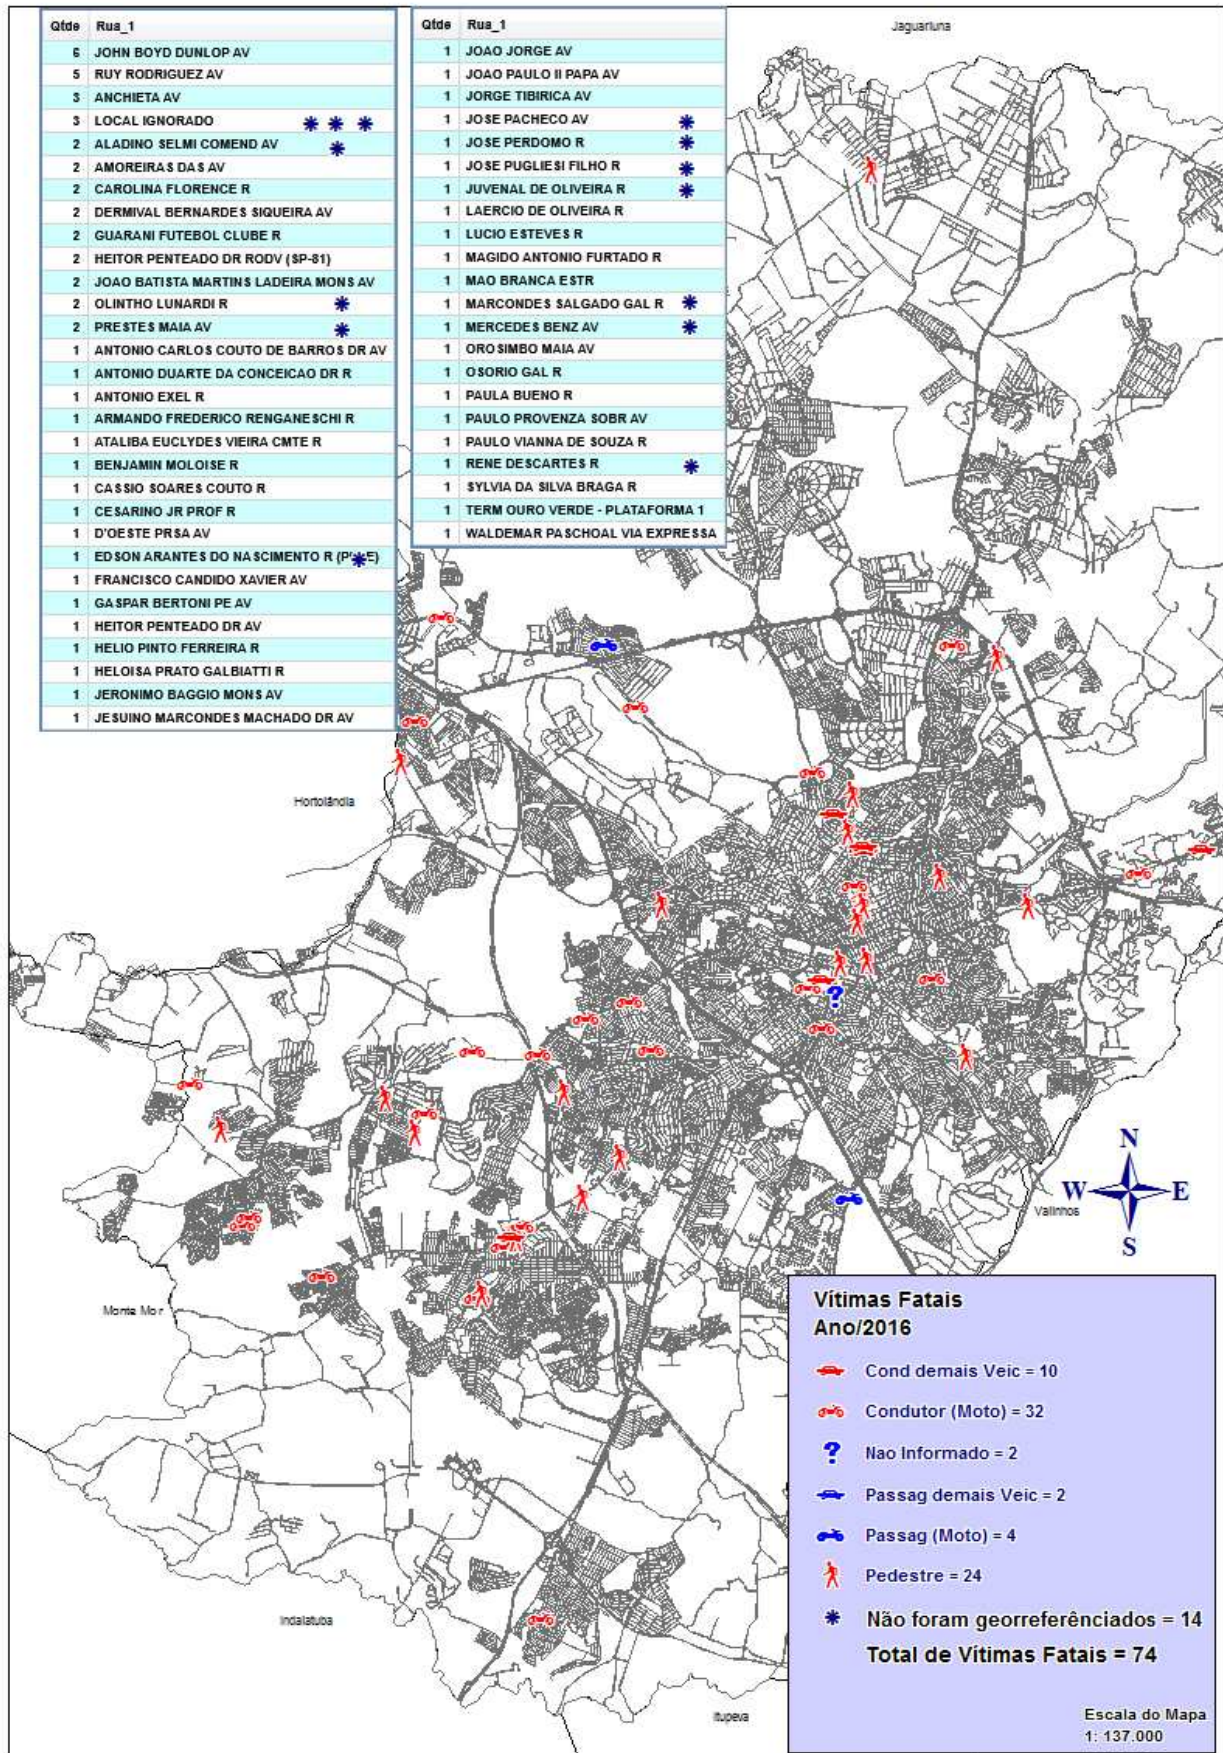 Qtde Rua_1
6 JOHN BOYD DUNLOP AV
5 RUY RODRIGUEZ AV
3 ANCHIETA AV
3 LOCAL IGNORADO
2 ALADINO SELMI COMEND AV
2 AMOREIRAS DAS AV
2 CAROLINA FLORENCE R
2 DERMIVAL BERNARDES SIQUEIRA AV
2 GUARANI FUTEBOL CLUBE R
2 HEITOR PENTEADO DR RODV (SP-81)
2 JOAO BATISTA MARTINS LADEIRA MONS AV
2 OLINTHO LUNARDI R
2 PRESTES MAIA AV
1 ANTONIO CARLOS COUTO DE BARROS DR AV
1 ANTONIO DUARTE DA CONCEICAO DR R
1 ANTONIO EXEL R
1 ARMANDO FREDERICO RENGANESCHI R
1 ATALIBA EUCLYDES VIEIRA CMTE R
1 BENJAMIN MOLOISE R
1 CASSIO SOARES COUTO R
1 CESARINO JR PROF R
1 D'OESTE PRSA AV
1 EDSON ARANTES DO NASCIMENTO R
1 FRANCISCO CANDIDO XAVIER AV
1 GASPAR BERTONI PE AV
1 HEITOR PENTEADO DR AV
1 HELIO PINTO FERREIRA R
1 HELOISA PRATO GALBIATTI R
1 JERONIMO BAGGIO MONS AV
1 JESUINO MARCONDES MACHADO DR AV
Qtde Rua_1
1 JOAO JORGE AV
1 JOAO PAULO II PAPA AV
1 JORGE TIBIRICA AV
1 JOSE PACHECO AV
1 JOSE PERDOMO R
1 JOSE PUGLIESI FILHO R
1 JUVENAL DE OLIVEIRA R
1 LAERCIO DE OLIVEIRA R
1 LUCIO ESTEVES R
1 MAGIDO ANTONIO FURTADO R
1 MAO BRANCA ESTR
1 MARCONDES SALGADO GAL R
1 MERCEDES BENZ AV
1 OROSIMBO MAIA AV
1 OSORIO GAL R
1 PAULA BUENO R
1 PAULO PROVENZA SOBR AV
1 PAULO VIANNA DE SOUZA R
1 RENE DESCARTES R
1 SYLVIA DA SILVA BRAGA R
1 TERM OURO VERDE - PLATAFORMA 1
1 WALDEMAR PASCHOAL VIA EXPRESSA
Jaguariuna
Hortolândia
?
N
W E
S
Valinhos
Monte Mor
Indaiatuba
Itupeva
Vítimas Fatais
Ano/2016
Cond demais Veic = 10
Condutor (Moto) = 32
? Nao Informado = 2
Passag demais Veic = 2
Passag (Moto) = 4
Pedestre = 24
Não foram georreferênciados = 14
Total de Vítimas Fatais = 74
Escala do Mapa
1: 137.000